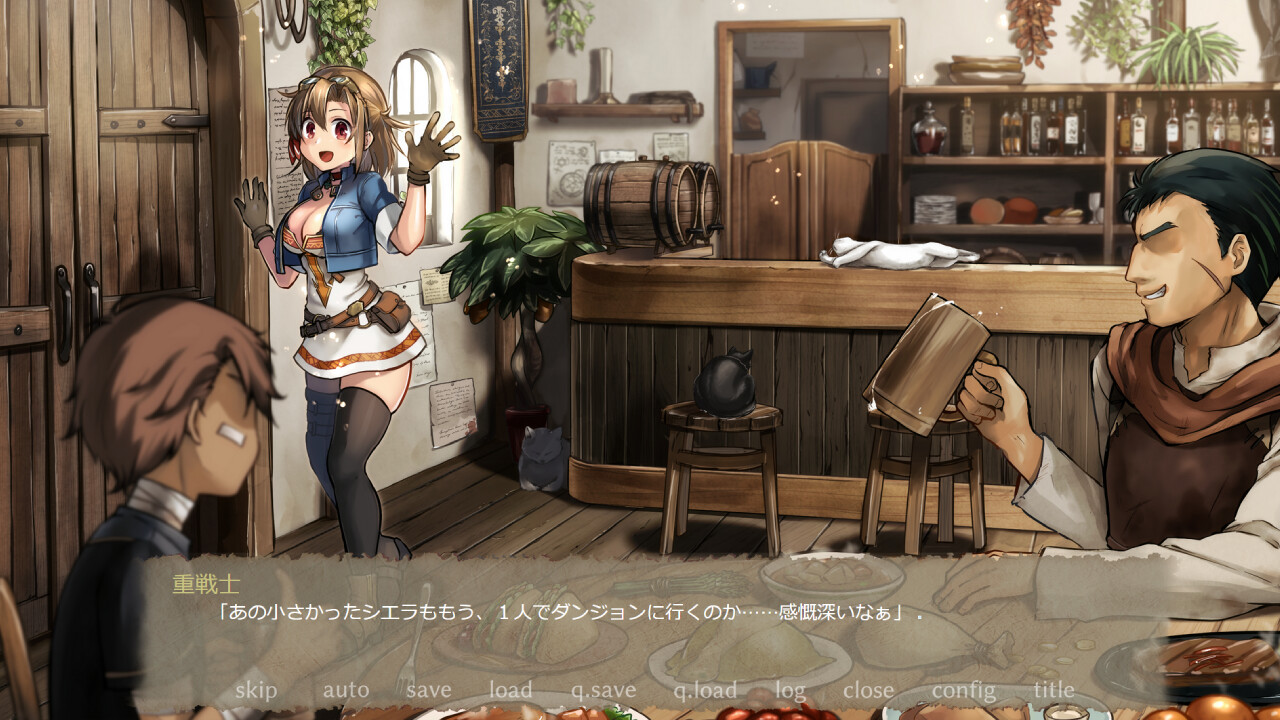 重戦士
「あの小さかったシエラももう、１人でダンジョンに行くのか……感慨深いなぁ」.
skip auto save load q.save q.load log close config title